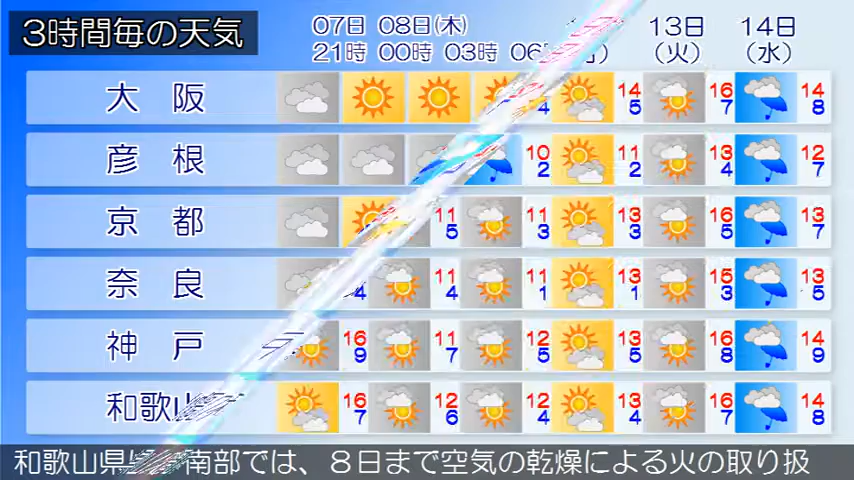 3時間毎の天気
07日 08日(木) 13日 14日
21時 00時 03時 (火) (水)
大阪 4 14 5 16 7 14 8
彦根 10 2 11 2 13 4 12 7
京都 11 5 11 3 13 3 16 5 13 7
奈良 4 11 4 11 1 13 1 15 3 13 5
神戸 16 9 11 7 12 5 13 5 16 8 14 9
和歌山 16 7 12 6 12 4 13 4 16 7 14 8
和歌山県 南部では、８日まで空気の乾燥による火の取り扱